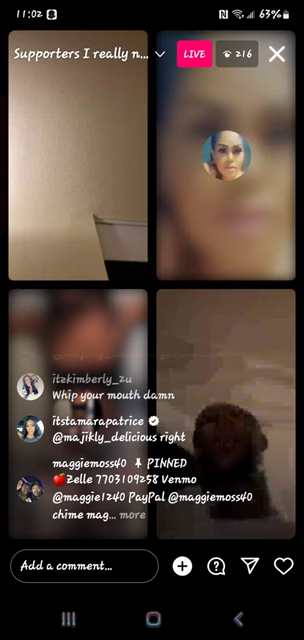 11:02 63%
Supporters I really n... LIVE 216
itzkimberly_2u
Whip your mouth damn
itstamarapatrice
@majikly_delicious right
maggiemoss40 PINNED
Zelle 7703109258 Venmo
@maggie1240 PayPal @maggiemoss40
chime mag... more
Add a comment...